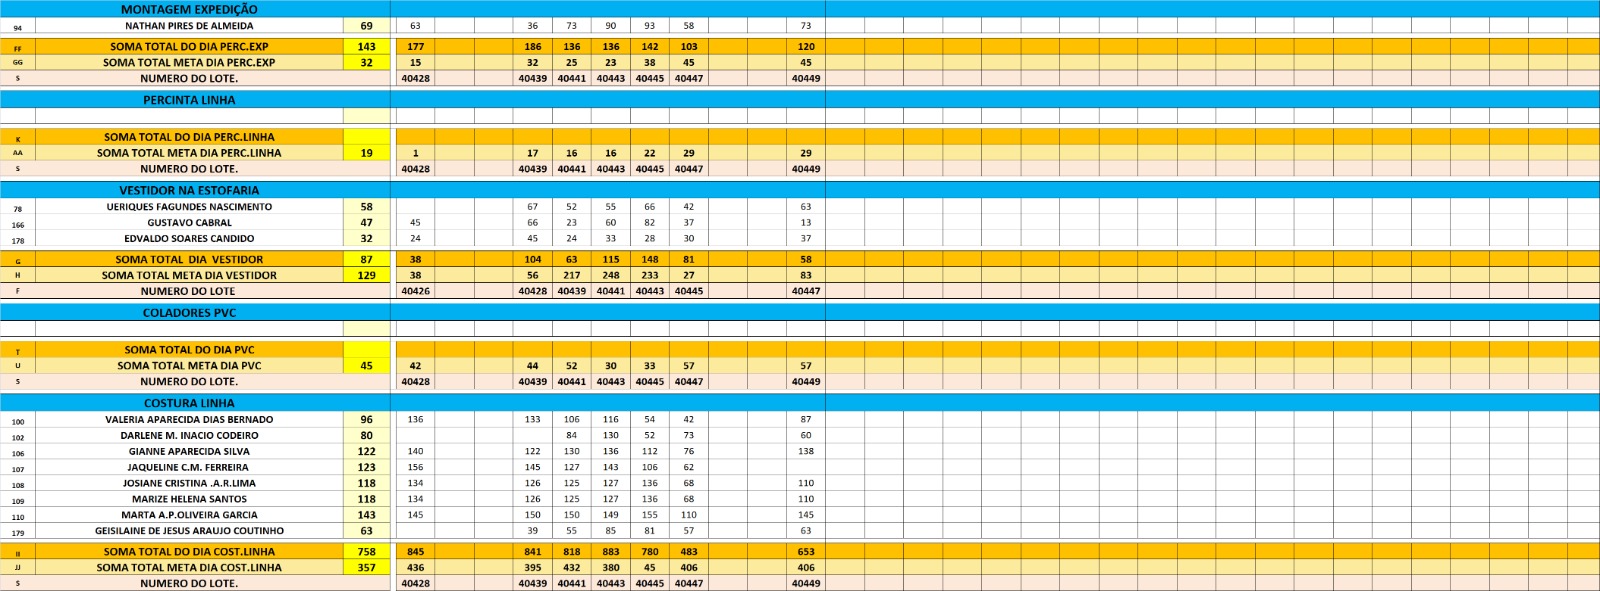 MONTAGEM EXPEDIÇÃO
94 NATHAN PIRES DE ALMEIDA 69 63 36 73 90 93 58 73
FF SOMA TOTAL DO DIA PERC.EXP 143 177 186 136 136 142 103 120
GG SOMA TOTAL META DIA PERC.EXP 32 15 32 25 23 38 45 45
S NUMERO DO LOTE. 40428 40439 40441 40443 40445 40447 40449
PERCINTA LINHA
K SOMA TOTAL DO DIA PERC.LINHA
AA SOMA TOTAL META DIA PERC.LINHA 19 1 17 16 16 22 29 29
S NUMERO DO LOTE. 40428 40439 40441 40443 40445 40447 40449
VESTIDOR NA ESTOFARIA
78 UERIQUES FAGUNDES NASCIMENTO 58 67 52 55 66 42 63
166 GUSTAVO CABRAL 47 45 66 23 60 82 37 13
178 EDVALDO SOARES CANDIDO 32 24 45 24 33 28 30 37
G SOMA TOTAL DIA VESTIDOR 87 38 104 63 115 148 81 58
H SOMA TOTAL META DIA VESTIDOR 129 38 56 217 248 233 27 83
F NUMERO DO LOTE 40426 40428 40439 40441 40443 40445 40447
COLADORES PVC
T SOMA TOTAL DO DIA PVC
U SOMA TOTAL META DIA PVC 45 42 44 52 30 33 57 57
S NUMERO DO LOTE. 40428 40439 40441 40443 40445 40447 40449
COSTURA LINHA
100 VALERIA APARECIDA DIAS BERNADO 96 136 133 106 116 54 42 87
102 DARLENE M. INACIO CODEIRO 80 84 130 52 73 60
106 GIANNE APARECIDA SILVA 122 140 122 130 136 112 76 138
107 JAQUELINE C.M. FERREIRA 123 156 145 127 143 106 62
108 JOSIANE CRISTINA .A.R.LIMA 118 134 126 125 127 136 68 110
109 MARIZE HELENA SANTOS 118 134 126 125 127 136 68 110
110 MARTA A.P.OLIVEIRA GARCIA 143 145 150 150 149 155 110 145
179 GEISILAINE DE JESUS ARAUJO COUTINHO 63 39 55 85 81 57 63
II SOMA TOTAL DO DIA COST.LINHA 758 845 841 818 883 780 483 653
JJ SOMA TOTAL META DIA COST.LINHA 357 436 395 432 380 45 406 406
S NUMERO DO LOTE. 40428 40439 40441 40443 40445 40447 40449